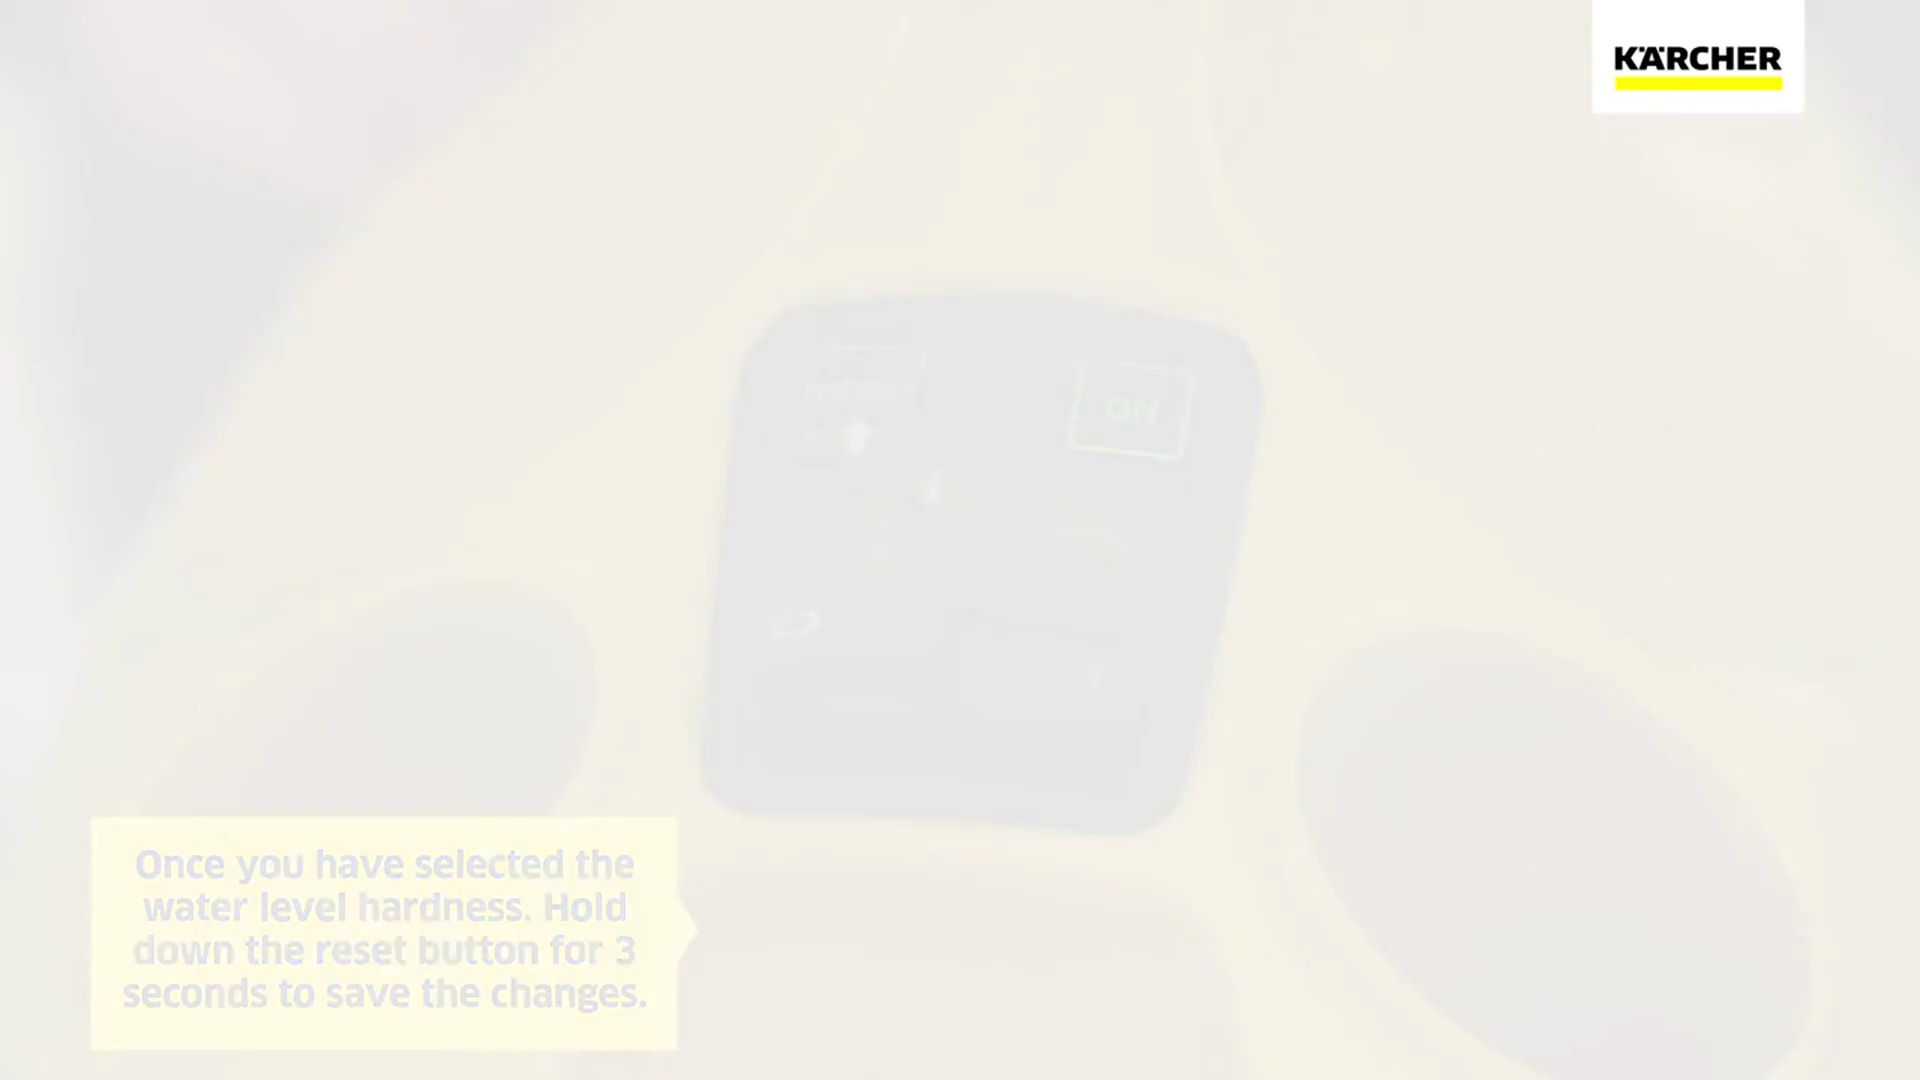 KÄRCHER
ON
Once you have selected the
water level hardness. Hold
down the reset button for 3
seconds to save the changes.